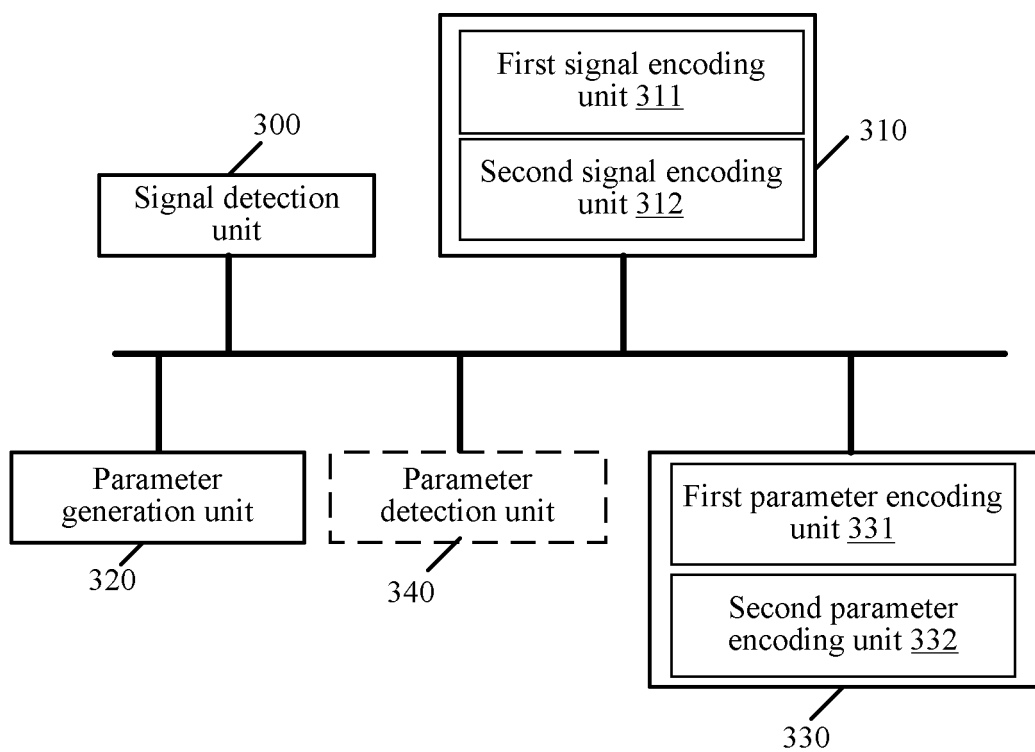 First signal encoding
unit 311
310
Second signal encoding
unit 312
300
Signal detection
unit
Parameter
generation unit
320
Parameter
detection unit
340
First parameter encoding
unit 331
Second parameter
encoding unit 332
330